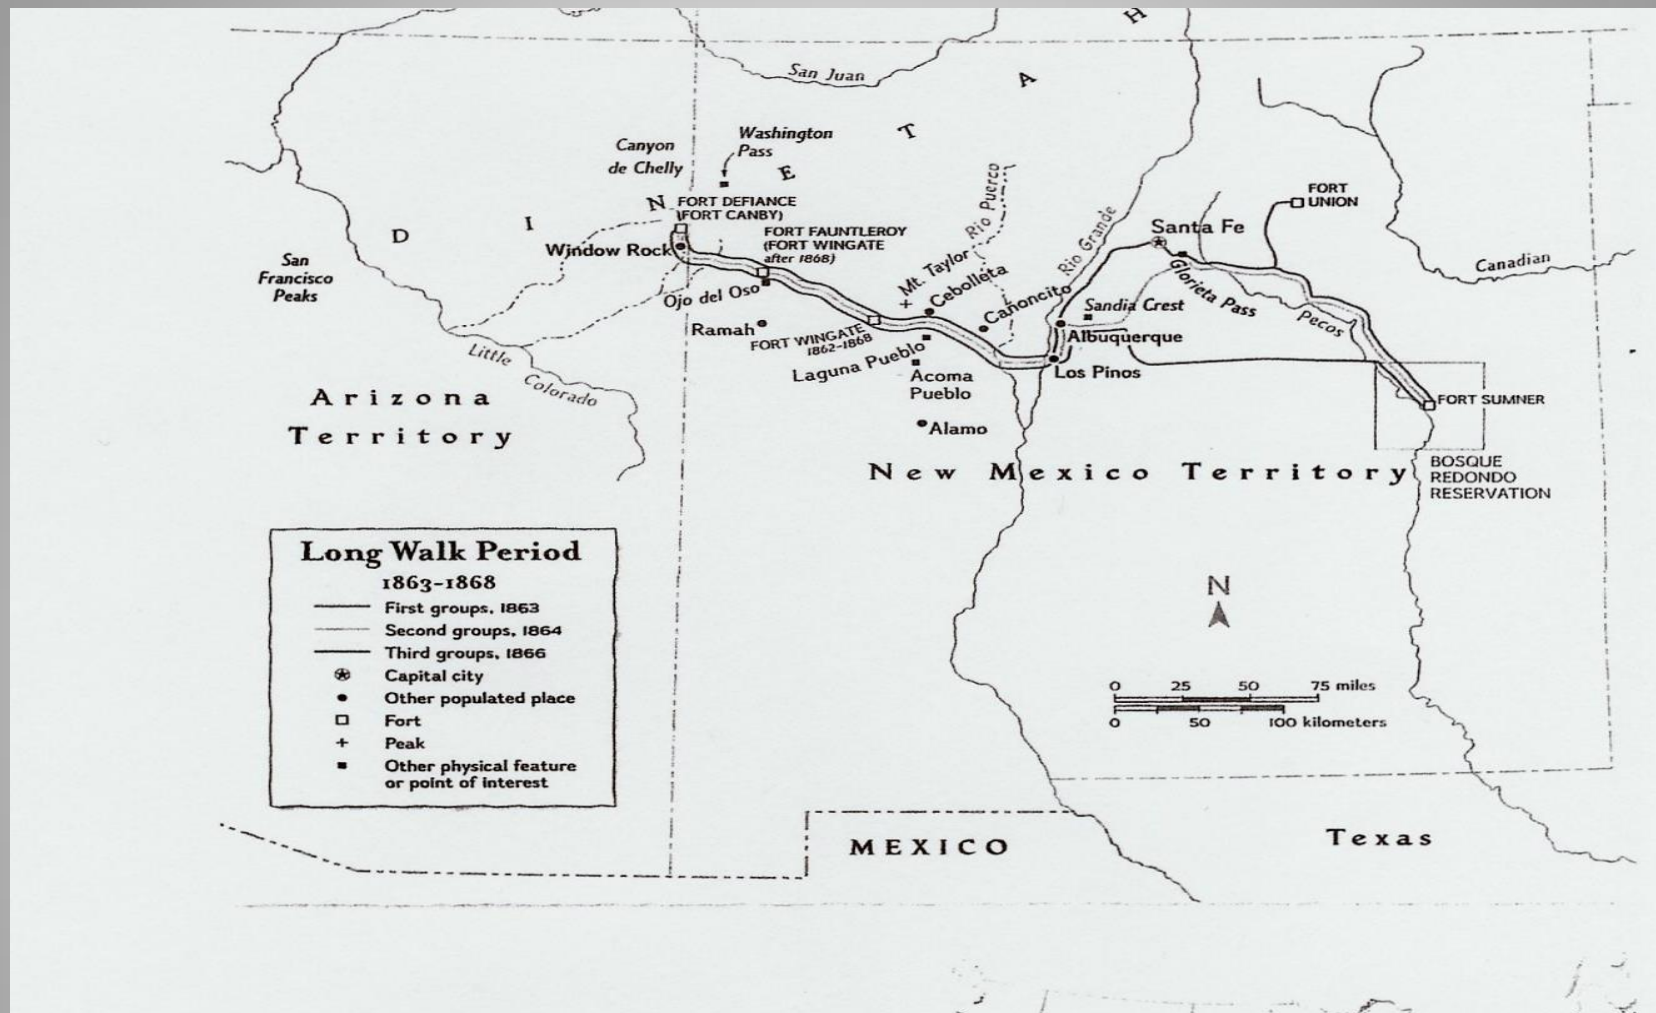 H
San Juan
A
T
Washington
Pass
Canyon
de Chelly
E
FORT
UNION
N
FORT DEFIANCE
(FORT CANBY)
I
D
Rio Puerco
Rio Grande
Santa Fe
FORT FAUNTLEROY
(FORT WINGATE
after 1868)
Window Rock
San
Francisco
Peaks
Canadian
Mt. Taylor
Cebolleta
Glorieta Pass
Ojo del Oso
Cañoncito
Sandia Crest
Pecos
Ramah
FORT WINGATE
1862-1868
Albuquerque
Laguna Pueblo
Little
Colorado
Los Pinos
Acoma
Pueblo
Arizona
Territory
FORT SUMNER
Alamo
New Mexico Territory
BOSQUE
REDONDO
RESERVATION
Long Walk Period
1863-1868
First groups, 1863
Second groups, 1864
Third groups, 1866
Capital city
Other populated place
Fort
Peak
Other physical feature
or point of interest
N
0 25 50 75 miles
0 50 100 kilometers
MEXICO
Texas